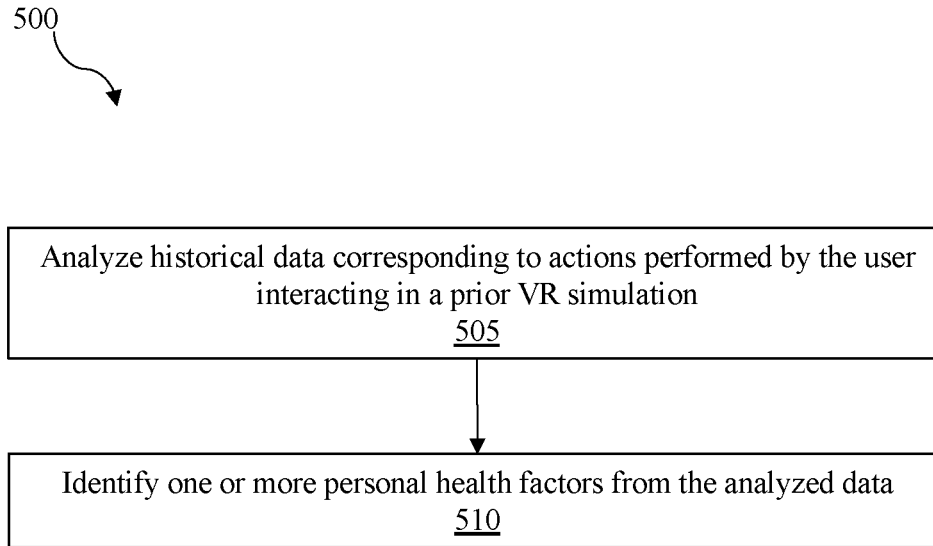 500
Analyze historical data corresponding to actions performed by the user
interacting in a prior VR simulation
505
Identify one or more personal health factors from the analyzed data
510